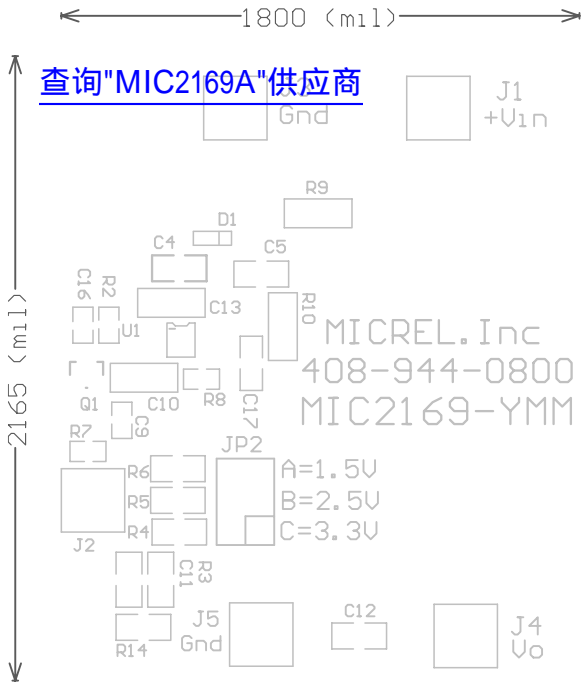 1800 (mil)
查询"MIC2169A"供应商
J3
Gnd
J1
+Vin
R9
D1
C4
C5
C16
R2
C13
R10
U1
MICREL.Inc
408-944-0800
MIC2169-YMM
Q1
C10
R8
C17
C9
R7
JP2
R6
A=1.5V
R5
B=2.5V
R4
C=3.3V
J2
C11
R3
R14
J5
Gnd
C12
J4
Vo
2165 (mil)